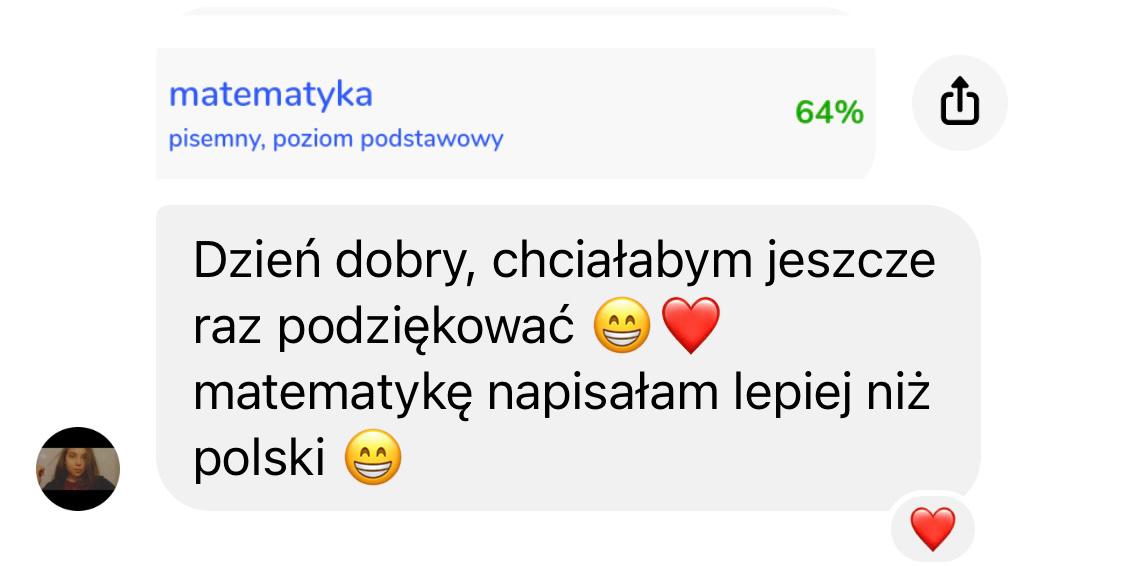 matematyka
64%
pisemny, poziom podstawowy
Dzień dobry, chciałabym jeszcze
raz podziękować 😁❤️
matematykę napisałam lepiej niż
polski 😁